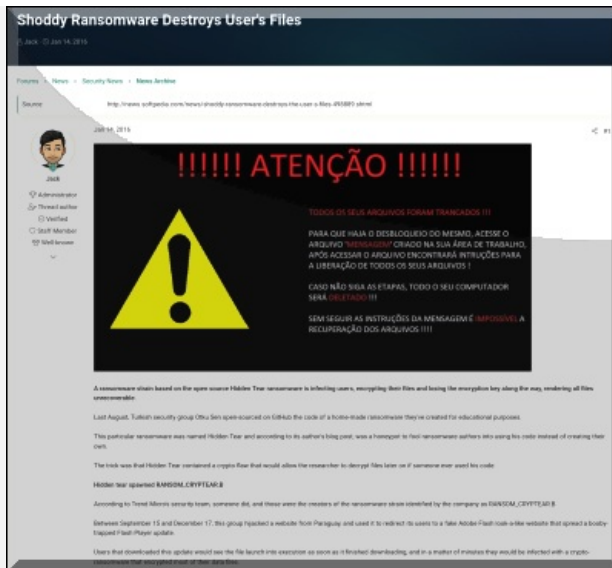 Shoddy Ransomware Destroys User's Files
Jack · Jan 14, 2016
Forums > News > Security News > News Archive
Source
http://news.softpedia.com/news/shoddy-ransomware-destroys-the-user-s-files-498889.shtml
Jan 14, 2016
#1
Jack
Administrator
Thread author
Verified
Staff Member
Well-known
!!!!!! ATENÇÃO !!!!!!
TODOS OS SEUS ARQUIVOS FORAM TRANCADOS !!!
PARA QUE HAJA O DESBLOQUEIO DO MESMO, ACESSE O
ARQUIVO "MENSAGEM" CRIADO NA SUA ÁREA DE TRABALHO,
APÓS ACESSAR O ARQUIVO ENCONTRARÁ INTRUÇÕES PARA
A LIBERAÇÃO DE TODOS OS SEUS ARQUIVOS !
CASO NÃO SIGA AS ETAPAS, TODO O SEU COMPUTADOR
SERÁ DELETADO !!!
SEM SEGUIR AS INSTRUÇÕES DA MENSAGEM É IMPOSSÍVEL A
RECUPERAÇÃO DOS ARQUIVOS !!!!
A ransomware strain based on the open source Hidden Tear ransomware is infecting users, encrypting their files and losing the encryption key along the way, rendering all files
unrecoverable
Last August, Turkish security group Otku Sen open-sourced on GitHub the code of a home-made ransomware they've created for educational purposes.
This particular ransomware was named Hidden Tear and according to its author's blog post, was a honeypot to fool ransomware authors into using his code instead of creating their
own.
The trick was that Hidden Tear contained a crypto flaw that would allow the researcher to decrypt files later on if someone ever used his code
Hidden tear spawned RANSOM_CRYPTEAR.B
According to Trend Micro's security team, someone did, and those were the creators of the ransomware strain identified by the company as RANSOM_CRYPTEAR.B
Between September 15 and December 17, this group hijacked a website from Paraguay and used it to redirect its users to a fake Adobe Flash look-a-like website that spread a booby-
trapped Flash Player update.
Users that downloaded this update would see the file launch into execution as soon as it finished downloading, and in a matter of minutes they would be infected with a crypto-
ransomware that encrypted most of their data files.